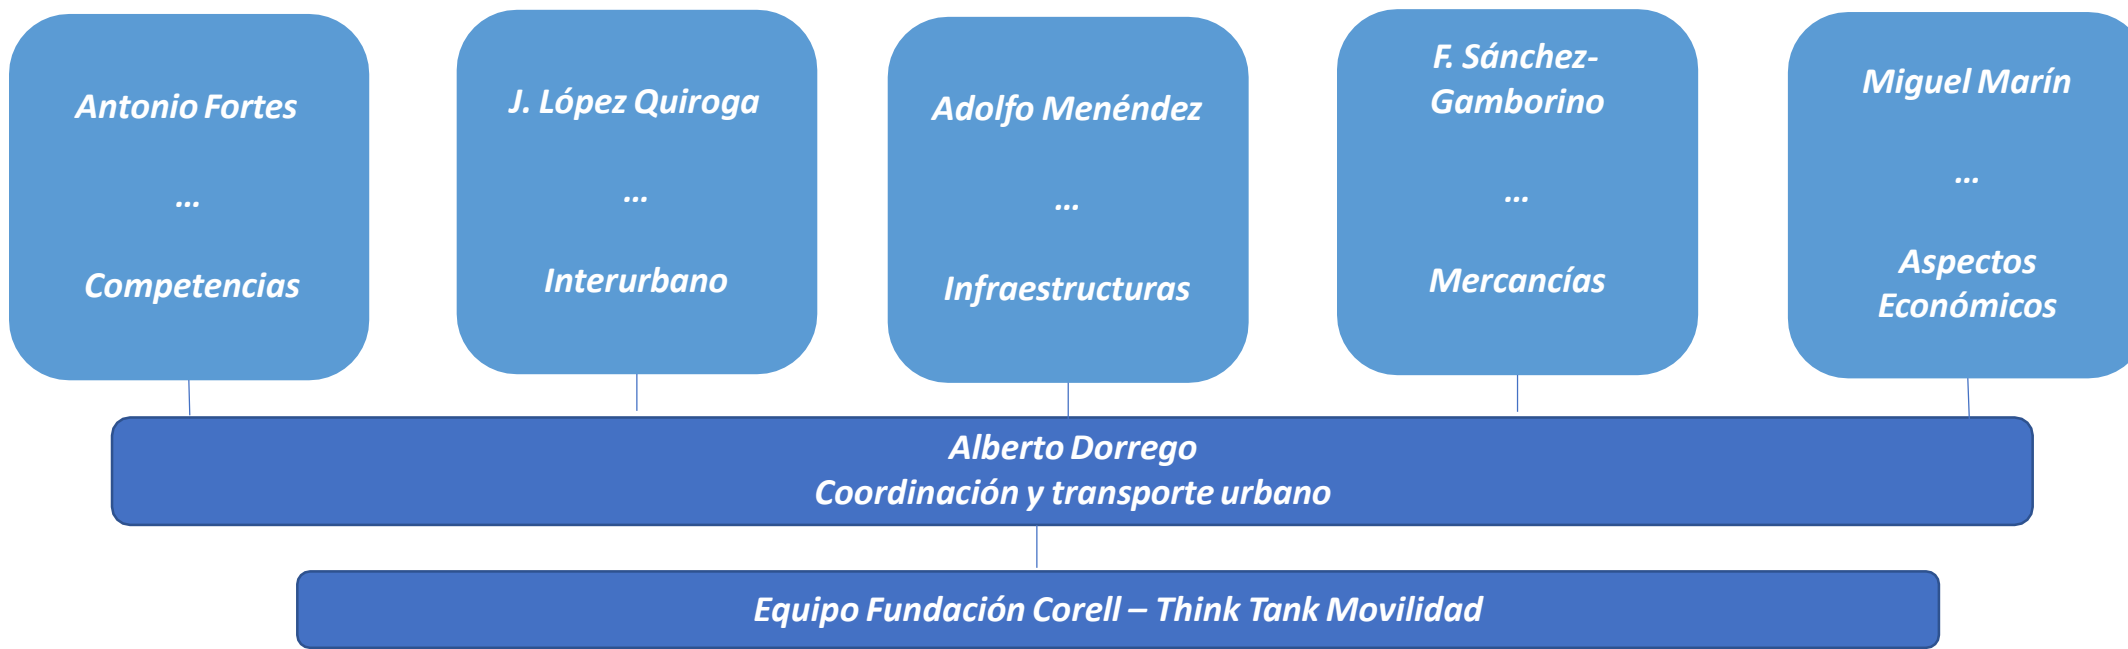 Antonio Fortes
...
Competencias
J. López Quiroga
...
Interurbano
Adolfo Menéndez
...
Infraestructuras
F. Sánchez-
Gamborino
...
Mercancías
Miguel Marín
...
Aspectos
Económicos
Alberto Dorrego
Coordinación y transporte urbano
Equipo Fundación Corell – Think Tank Movilidad